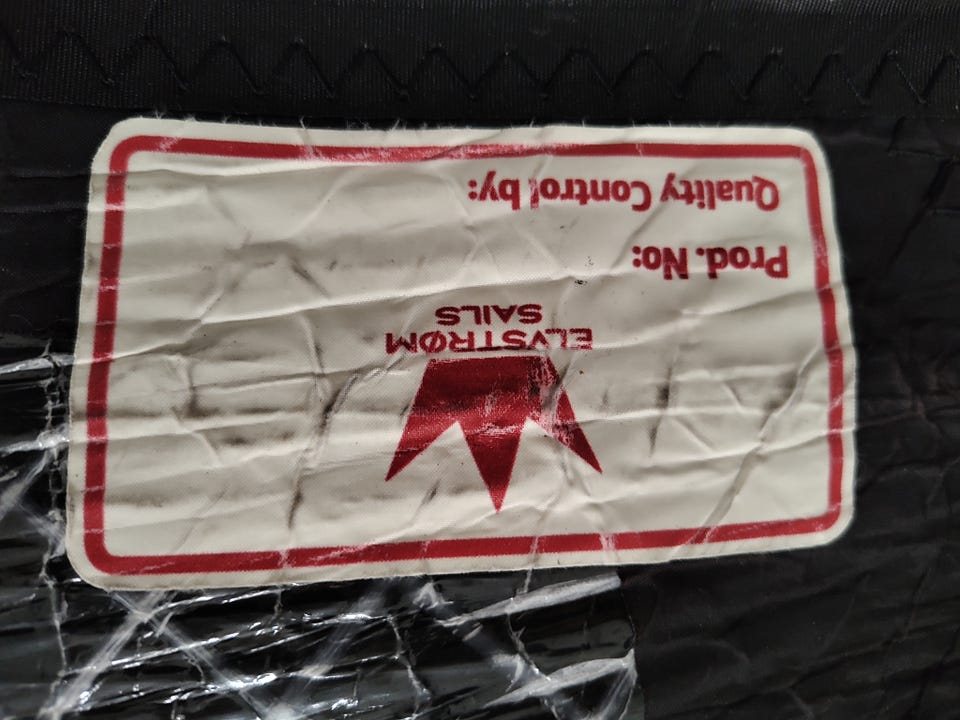 ELVSTRØM
SAILS
Prod. No:
Quality Control by: